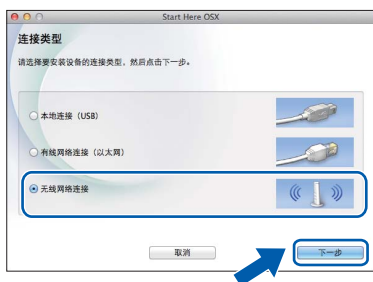 Start Here OSX
连接类型
请选择要安装设备的连接类型，然后点击下一步。
本地连接（USB）
有线网络连接（以太网）
无线网络连接
取消
下一步